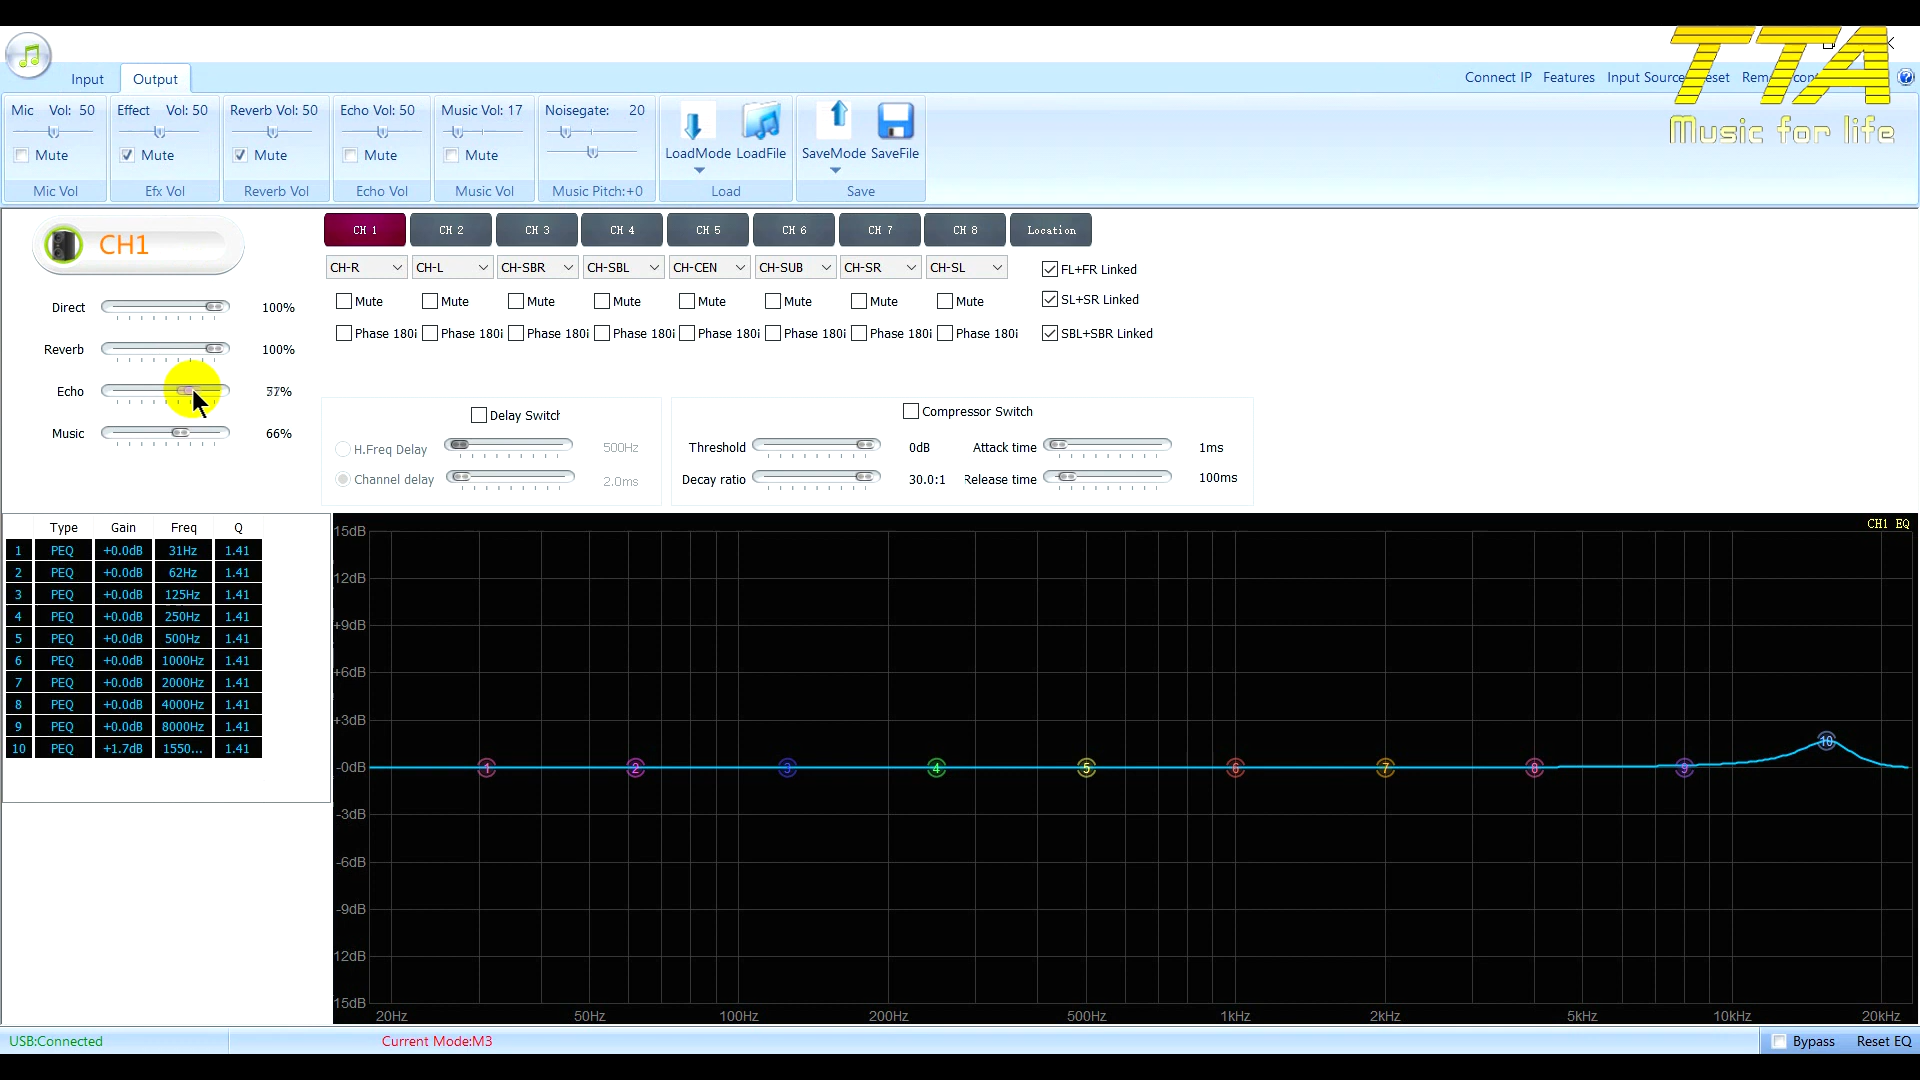 TTA
Music for life
Input Output
Connect IP Features Input Source
Mic Vol: 50 Effect Vol: 50 Reverb Vol: 50 Echo Vol: 50 Music Vol: 17 Noisegate: 20
Mute Mute Mute Mute Mute
LoadMode LoadFile SaveMode SaveFile
Mic Vol Efx Vol Reverb Vol Echo Vol Music Vol Music Pitch:+0 Load Save
CH1
CH 1 CH 2 CH 3 CH 4 CH 5 CH 6 CH 7 CH 8 Location
CH-R CH-L CH-SBR CH-SBL CH-CEN CH-SUB CH-SR CH-SL FL+FR Linked
Mute Mute Mute Mute Mute Mute Mute Mute SL+SR Linked
Phase 180i Phase 180i Phase 180i Phase 180i Phase 180i Phase 180i Phase 180i Phase 180i SBL+SBR Linked
Direct 100%
Reverb 100%
Echo
Music 66%
Delay Switch
H.Freq Delay 500Hz
Channel delay 2.0ms
Compressor Switch
Threshold 0dB Attack time 1ms
Decay ratio 30.0:1 Release time 100ms
Type Gain Freq Q
1 PEQ +0.0dB 31Hz 1.41
2 PEQ +0.0dB 62Hz 1.41
3 PEQ +0.0dB 125Hz 1.41
4 PEQ +0.0dB 250Hz 1.41
5 PEQ +0.0dB 500Hz 1.41
6 PEQ +0.0dB 1000Hz 1.41
7 PEQ +0.0dB 2000Hz 1.41
8 PEQ +0.0dB 4000Hz 1.41
9 PEQ +0.0dB 8000Hz 1.41
10 PEQ +1.7dB 1550... 1.41
CH1 EQ
15dB
12dB
+9dB
+6dB
+3dB
-0dB
-3dB
-6dB
-9dB
12dB
15dB
1 2 3 4 5 6 7 8 9 10
20Hz 50Hz 100Hz 200Hz 500Hz 1kHz 2kHz 5kHz 10kHz 20kHz
USB:Connected Current Mode:M3 Bypass Reset EQ